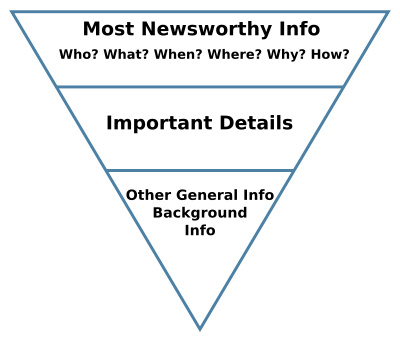 Most Newsworthy Info
Who? What? When? Where? Why? How?
Important Details
Other General Info
Background
Info